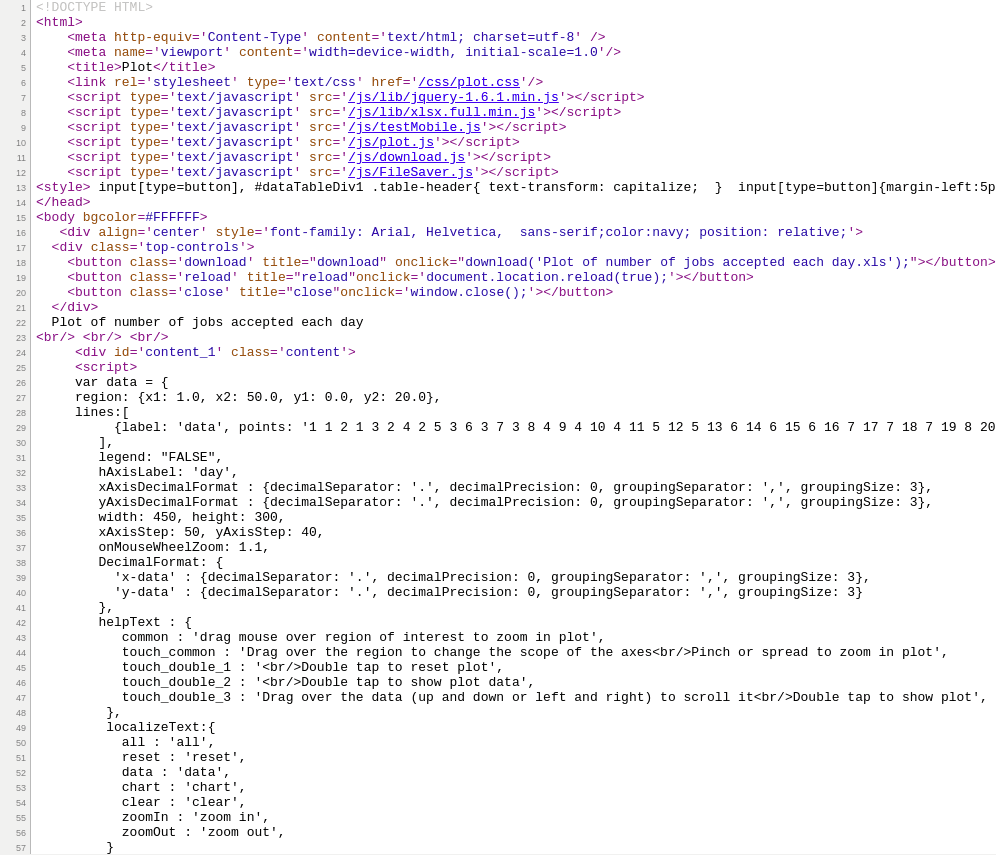 1 <!DOCTYPE HTML>
2 <html>
3     <meta http-equiv='Content-Type' content='text/html; charset=utf-8' />
4     <meta name='viewport' content='width=device-width, initial-scale=1.0'/>
5     <title>Plot</title>
6     <link rel='stylesheet' type='text/css' href='/css/plot.css'/>
7     <script type='text/javascript' src='/js/lib/jquery-1.6.1.min.js'></script>
8     <script type='text/javascript' src='/js/lib/xlsx.full.min.js'></script>
9     <script type='text/javascript' src='/js/testMobile.js'></script>
10     <script type='text/javascript' src='/js/plot.js'></script>
11     <script type='text/javascript' src='/js/download.js'></script>
12     <script type='text/javascript' src='/js/FileSaver.js'></script>
13 <style> input[type=button], #dataTableDiv1 .table-header{ text-transform: capitalize;  }  input[type=button]{margin-left:5p
14 </head>
15 <body bgcolor=#FFFFFF>
16    <div align='center' style='font-family: Arial, Helvetica,  sans-serif;color:navy; position: relative;'>
17   <div class='top-controls'>
18     <button class='download' title="download" onclick="download('Plot of number of jobs accepted each day.xls');"></button>
19     <button class='reload' title="reload"onclick='document.location.reload(true);'></button>
20     <button class='close' title="close"onclick='window.close();'></button>
21   </div>
22   Plot of number of jobs accepted each day
23 <br/> <br/> <br/>
24      <div id='content_1' class='content'>
25      <script>
26      var data = {
27      region: {x1: 1.0, x2: 50.0, y1: 0.0, y2: 20.0},
28      lines:[
29           {label: 'data', points: '1 1 2 1 3 2 4 2 5 3 6 3 7 3 8 4 9 4 10 4 11 5 12 5 13 6 14 6 15 6 16 7 17 7 18 7 19 8 20
30         ],
31         legend: "FALSE",
32         hAxisLabel: 'day',
33         xAxisDecimalFormat : {decimalSeparator: '.', decimalPrecision: 0, groupingSeparator: ',', groupingSize: 3},
34         yAxisDecimalFormat : {decimalSeparator: '.', decimalPrecision: 0, groupingSeparator: ',', groupingSize: 3},
35         width: 450, height: 300,
36         xAxisStep: 50, yAxisStep: 40,
37         onMouseWheelZoom: 1.1,
38         DecimalFormat: {
39           'x-data' : {decimalSeparator: '.', decimalPrecision: 0, groupingSeparator: ',', groupingSize: 3},
40           'y-data' : {decimalSeparator: '.', decimalPrecision: 0, groupingSeparator: ',', groupingSize: 3}
41         },
42         helpText : {
43            common : 'drag mouse over region of interest to zoom in plot',
44            touch_common : 'Drag over the region to change the scope of the axes<br/>Pinch or spread to zoom in plot',
45            touch_double_1 : '<br/>Double tap to reset plot',
46            touch_double_2 : '<br/>Double tap to show plot data',
47            touch_double_3 : 'Drag over the data (up and down or left and right) to scroll it<br/>Double tap to show plot',
48          },
49          localizeText:{
50            all : 'all',
51            reset : 'reset',
52            data : 'data',
53            chart : 'chart',
54            clear : 'clear',
55            zoomIn : 'zoom in',
56            zoomOut : 'zoom out',
57          }